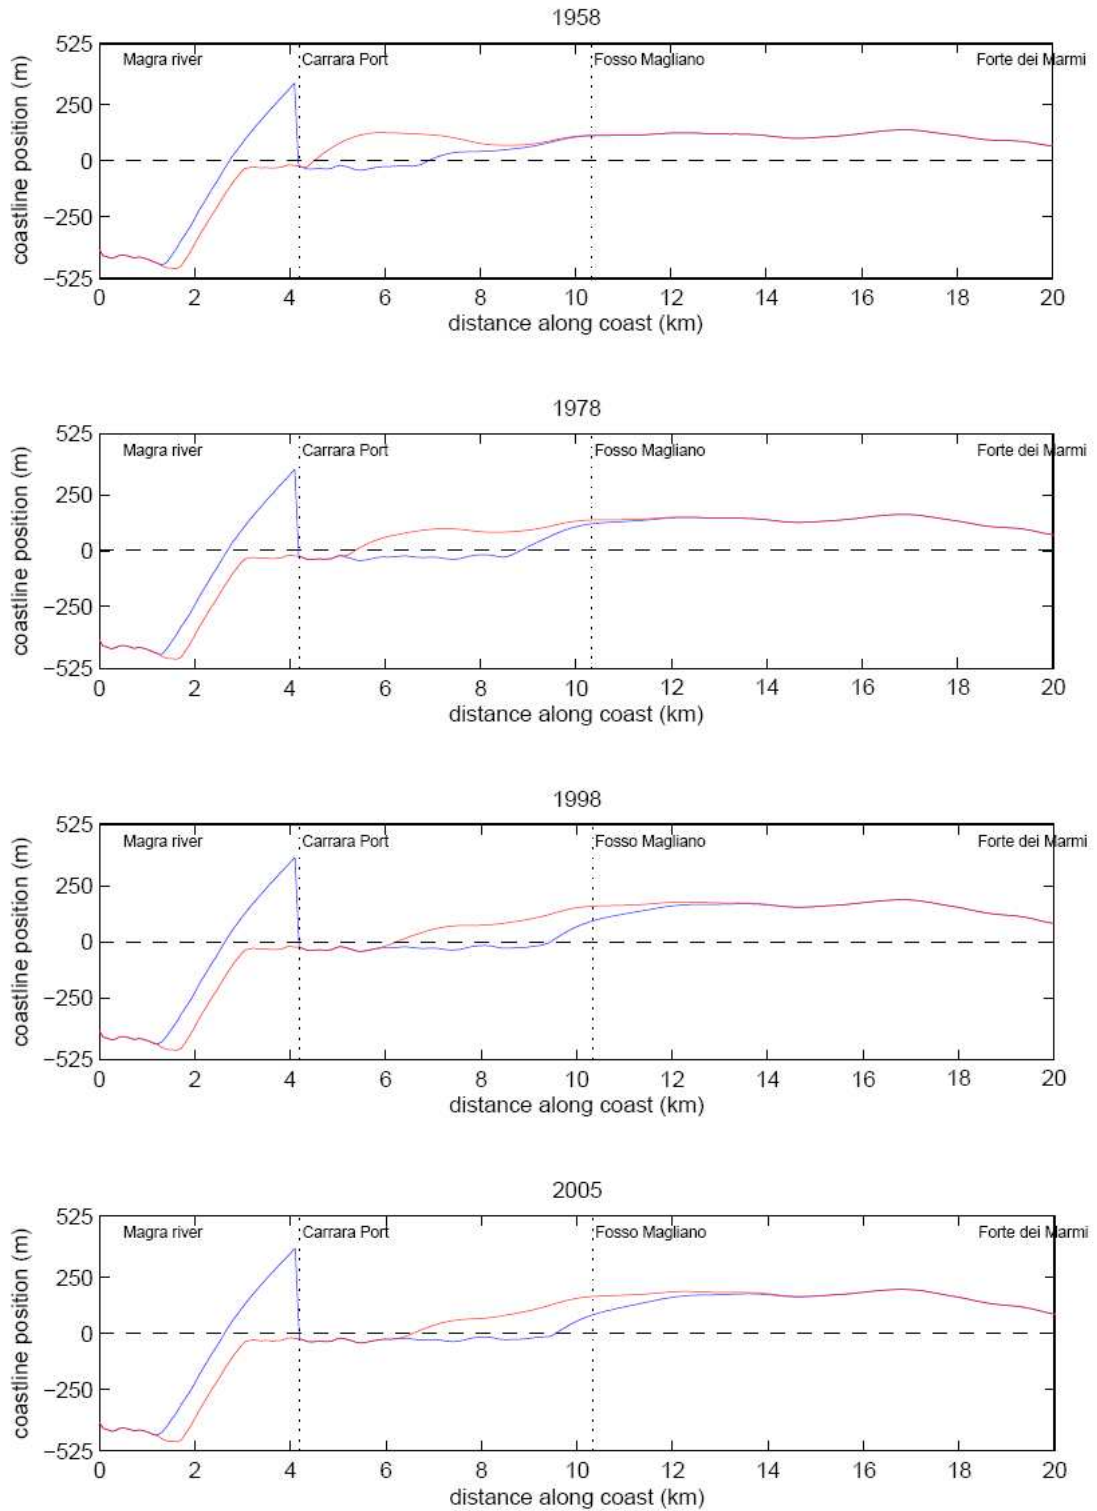 1958
525
Magra river Carrara Port Fosso Magliano Forte dei Marmi
250
0
−250
−525
coastline position (m)
0 2 4 6 8 10 12 14 16 18 20
distance along coast (km)
1978
525
Magra river Carrara Port Fosso Magliano Forte dei Marmi
250
0
−250
−525
coastline position (m)
0 2 4 6 8 10 12 14 16 18 20
distance along coast (km)
1998
525
Magra river Carrara Port Fosso Magliano Forte dei Marmi
250
0
−250
−525
coastline position (m)
0 2 4 6 8 10 12 14 16 18 20
distance along coast (km)
2005
525
Magra river Carrara Port Fosso Magliano Forte dei Marmi
250
0
−250
−525
coastline position (m)
0 2 4 6 8 10 12 14 16 18 20
distance along coast (km)